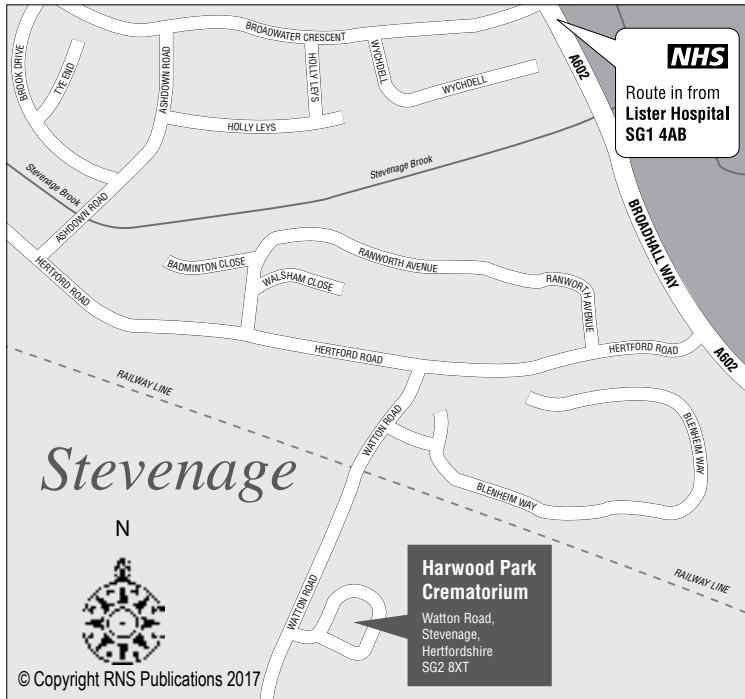 BROADWATER CRESCENT
BROOK DRIVE
TYE END
ASHDOWN ROAD
HOLLY LEYS
HOLLY LEYS
WYCHDELL
WYCHDELL
A602
NHS
Route in from
Lister Hospital
SG1 4AB
Stevenage Brook
Stevenage Brook
ASHDOWN ROAD
BROADHALL WAY
HERTFORD ROAD
BADMINTON CLOSE
WALSHAM CLOSE
RANWORTH AVENUE
RANWORTH AVENUE
HERTFORD ROAD
HERTFORD ROAD
A602
RAILWAY LINE
WATTON ROAD
BLENHEIM WAY
BLENHEIM WAY
Stevenage
N
RAILWAY LINE
WATTON ROAD
Harwood Park
Crematorium
Watton Road,
Stevenage,
Hertfordshire
SG2 8XT
© Copyright RNS Publications 2017